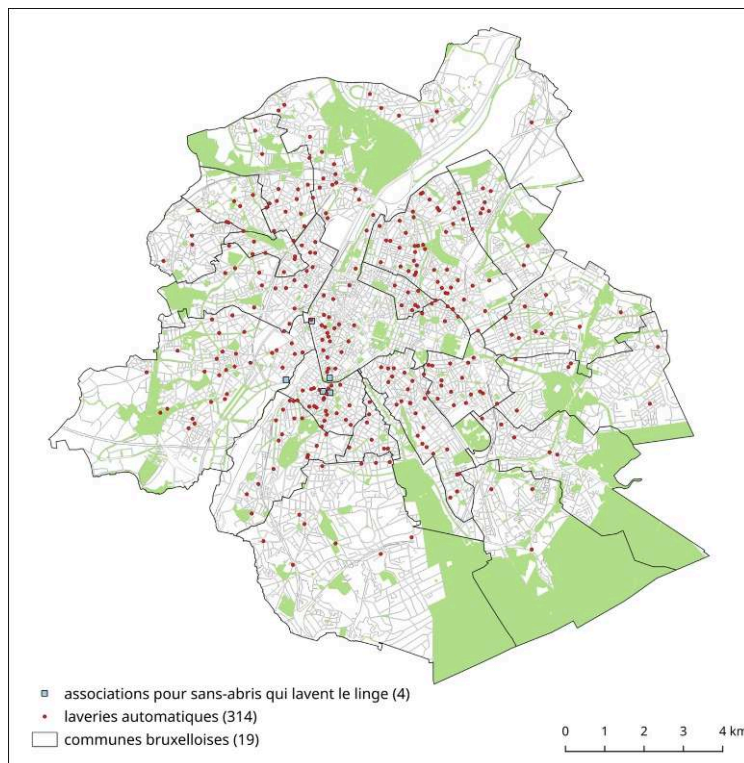 associations pour sans-abris qui lavent le linge (4)
laveries automatiques (314)
communes bruxelloises (19)
0 1 2 3 4 km